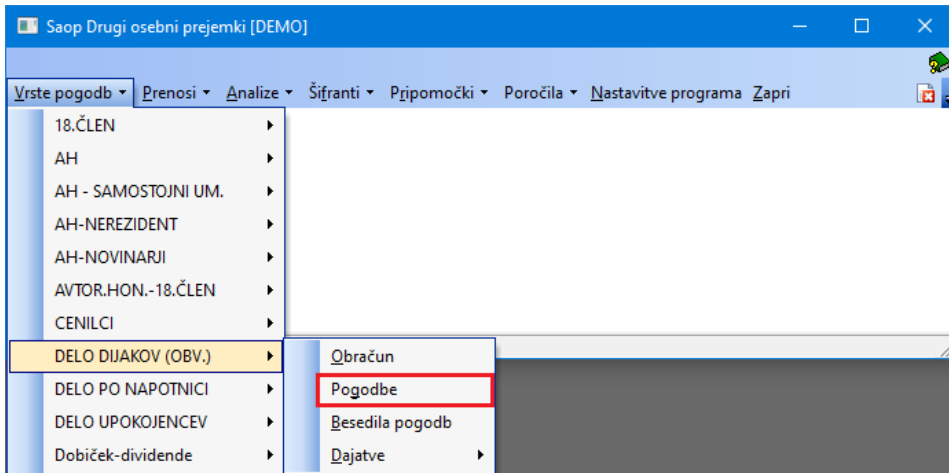 Saop Drugi osebni prejemki [DEMO]
Vrste pogodb Prenosi Analize Šifranti Pripomočki Poročila Nastavitve programa Zapri
18.ČLEN
AH
AH - SAMOSTOJNI UM.
AH-NEREZIDENT
AH-NOVINARJI
AVTOR.HON.-18.ČLEN
CENILCI
DELO DIJAKOV (OBV.)
Obračun
DELO PO NAPOTNICI
Pogodbe
DELO UPOKOJENCEV
Besedila pogodb
Dobiček-dividende
Dajatve